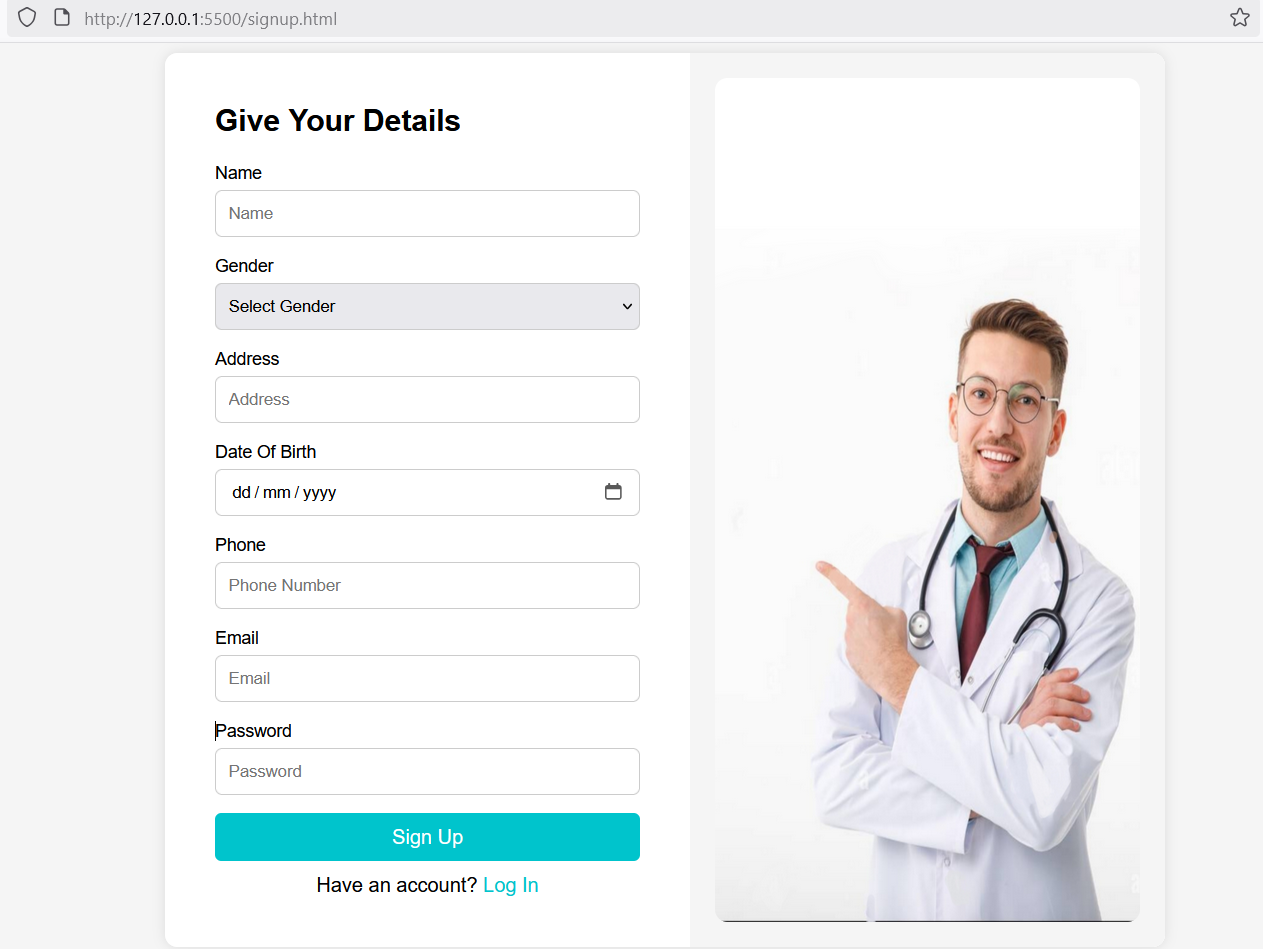 http://127.0.0.1:5500/signup.html
Give Your Details
Name
Name
Gender
Select Gender
Address
Address
Date Of Birth
dd / mm / yyyy
Phone
Phone Number
Email
Email
Password
Password
Sign Up
Have an account? Log In